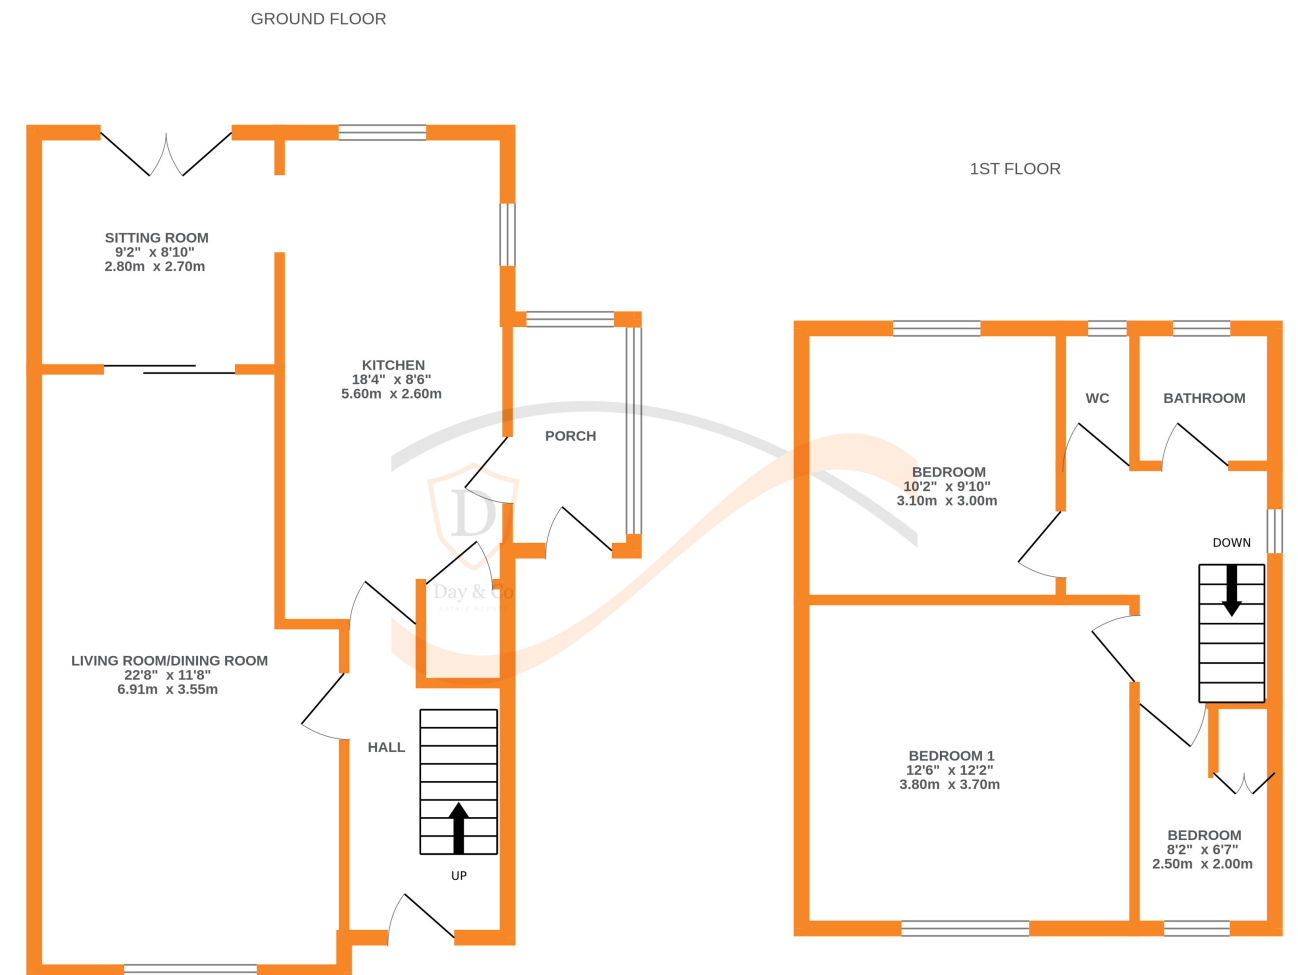 GROUND FLOOR
SITTING ROOM
9'2" x 8'10"
2.80m x 2.70m
KITCHEN
18'4" x 8'6"
5.60m x 2.60m
PORCH
D
Day & Co
ESTATE AGENTS
LIVING ROOM/DINING ROOM
22'8" x 11'8"
6.91m x 3.55m
HALL
UP
1ST FLOOR
WC
BATHROOM
BEDROOM
10'2" x 9'10"
3.10m x 3.00m
DOWN
BEDROOM 1
12'6" x 12'2"
3.80m x 3.70m
BEDROOM
8'2" x 6'7"
2.50m x 2.00m